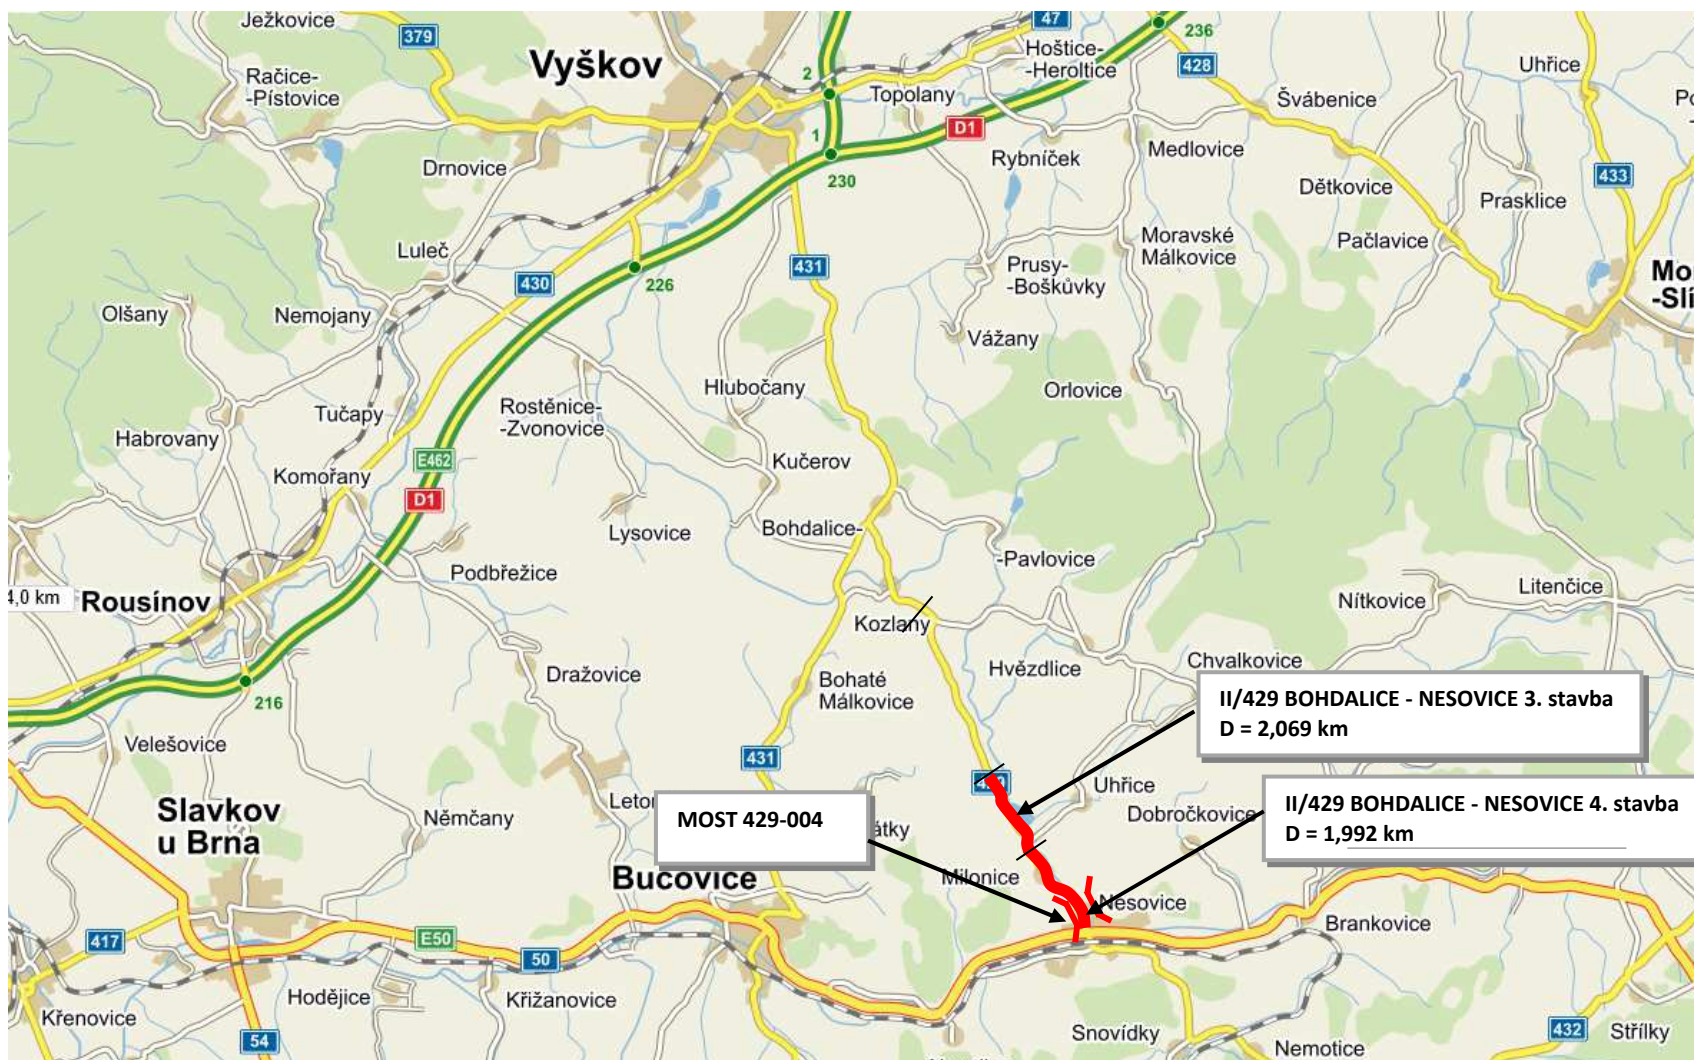 Ježkovice
379
Vyškov
2
47
236
Hoštice-
-Heroltice
428
Uhřice
Račice-
-Pístovice
Topolany
Švábenice
D1
1
Drnovice
230
Rybníček
Medlovice
Dětkovice
433
Prasklice
Luleč
431
Moravské
Málkovice
Pačlavice
430
226
Prusy-
-Boškůvky
Olšany
Nemojany
Vážany
Hlubočany
Orlovice
Tučapy
Rostěnice-
-Zvonovice
Habrovany
E462
Kučerov
Komořany
D1
Lysovice
Bohdalice-
-Pavlovice
Podbřežice
4,0 km
Rousínov
Litenčice
Nítkovice
Kozlany
Hvězdlice
Chvalkovice
Dražovice
Bohaté
Málkovice
216
II/429 BOHDALICE - NESOVICE 3. stavba
D = 2,069 km
Velešovice
431
Uhřice
Slavkov
u Brna
Němčany
MOST 429-004
Dobročkovice
II/429 BOHDALICE - NESOVICE 4. stavba
D = 1,992 km
Bučovice
Milonice
Nesovice
Brankovice
417
E50
50
Hodějice
Křižanovice
Křenovice
54
Snovídky
Nemotice
432
Střílky